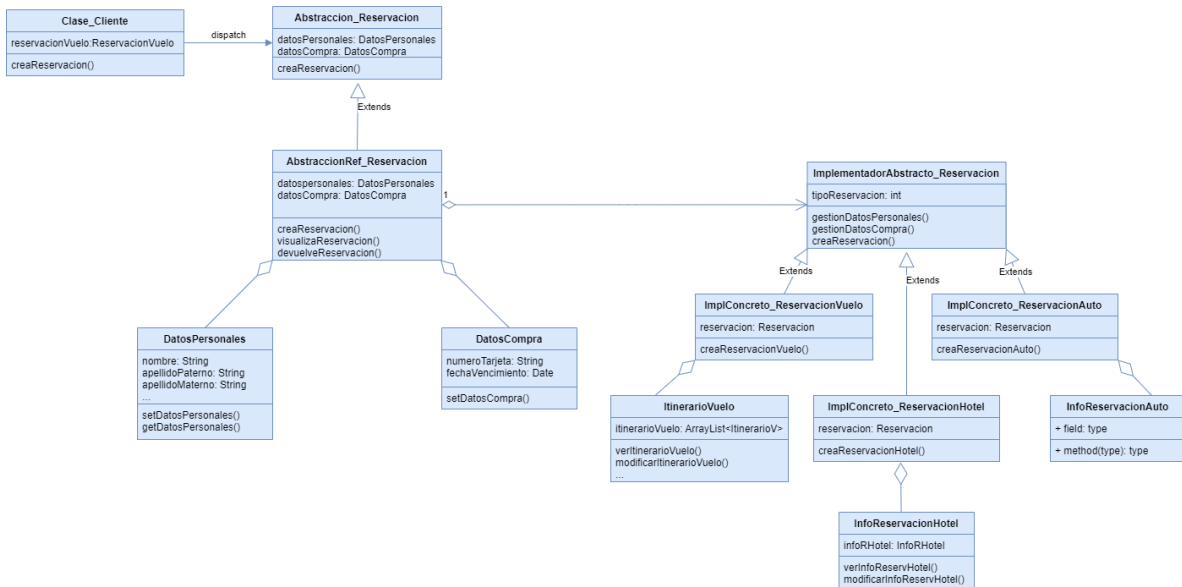 Clase_Cliente
reservacionVuelo:ReservacionVuelo
creaReservacion()
dispatch
Abstraccion_Reservacion
datosPersonales: DatosPersonales
datosCompra: DatosCompra
creaReservacion()
Extends
AbstraccionRef_Reservacion
datospersonales: DatosPersonales
datosCompra: DatosCompra
creaReservacion()
visualizaReservacion()
devuelveReservacion()
1
ImplementadorAbstracto_Reservacion
tipoReservacion: int
gestionDatosPersonales()
gestionDatosCompra()
creaReservacion()
Extends
Extends
Extends
DatosPersonales
nombre: String
apellidoPaterno: String
apellidoMaterno: String
...
setDatosPersonales()
getDatosPersonales()
DatosCompra
numeroTarjeta: String
fechaVencimiento: Date
setDatosCompra()
ImplConcreto_ReservacionVuelo
reservacion: Reservacion
creaReservacionVuelo()
ImplConcreto_ReservacionAuto
reservacion: Reservacion
creaReservacionAuto()
ItinerarioVuelo
itinerarioVuelo: ArrayList<ItinerarioV>
verItinerarioVuelo()
modificarItinerarioVuelo()
...
ImplConcreto_ReservacionHotel
reservacion: Reservacion
creaReservacionHotel()
InfoReservacionAuto
+ field: type
+ method(type): type
InfoReservacionHotel
infoRHotel: InfoRHotel
verInfoReservHotel()
modificarInfoReservHotel()